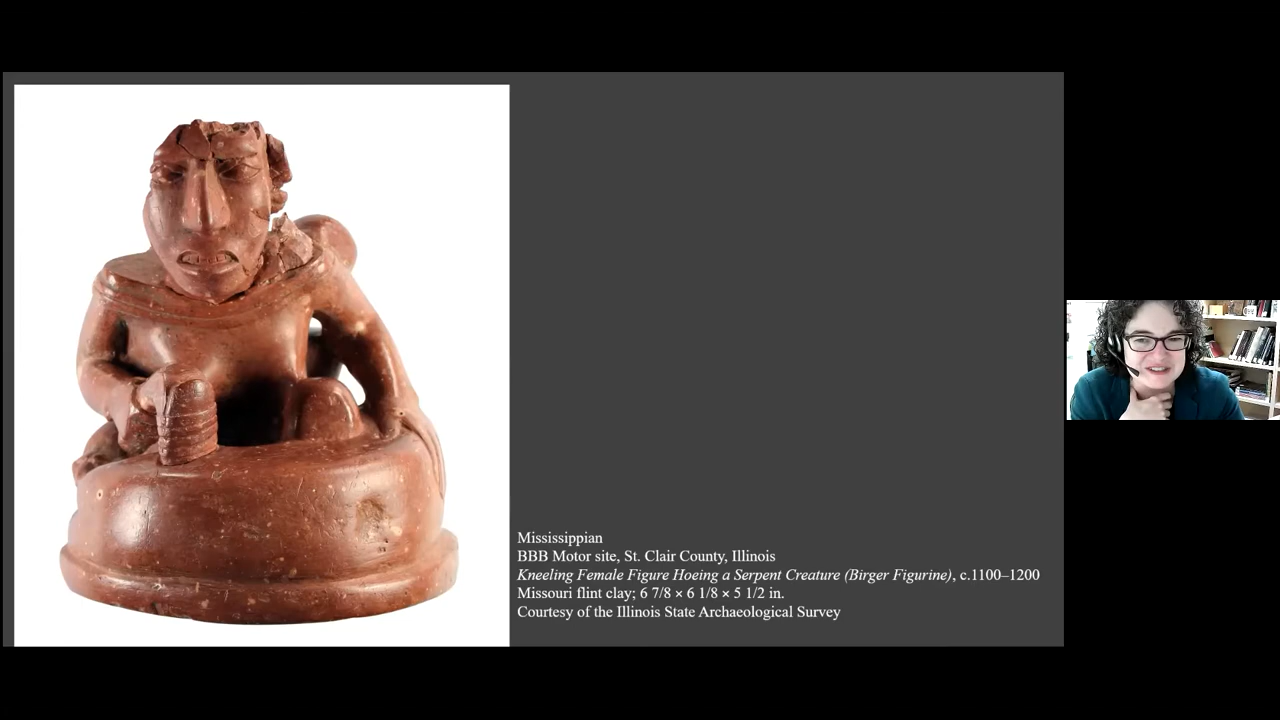 Mississippian
BBB Motor site, St. Clair County, Illinois
Kneeling Female Figure Hoeing a Serpent Creature (Birger Figurine), c.1100–1200
Missouri flint clay; 6 7/8 × 6 1/8 × 5 1/2 in.
Courtesy of the Illinois State Archaeological Survey